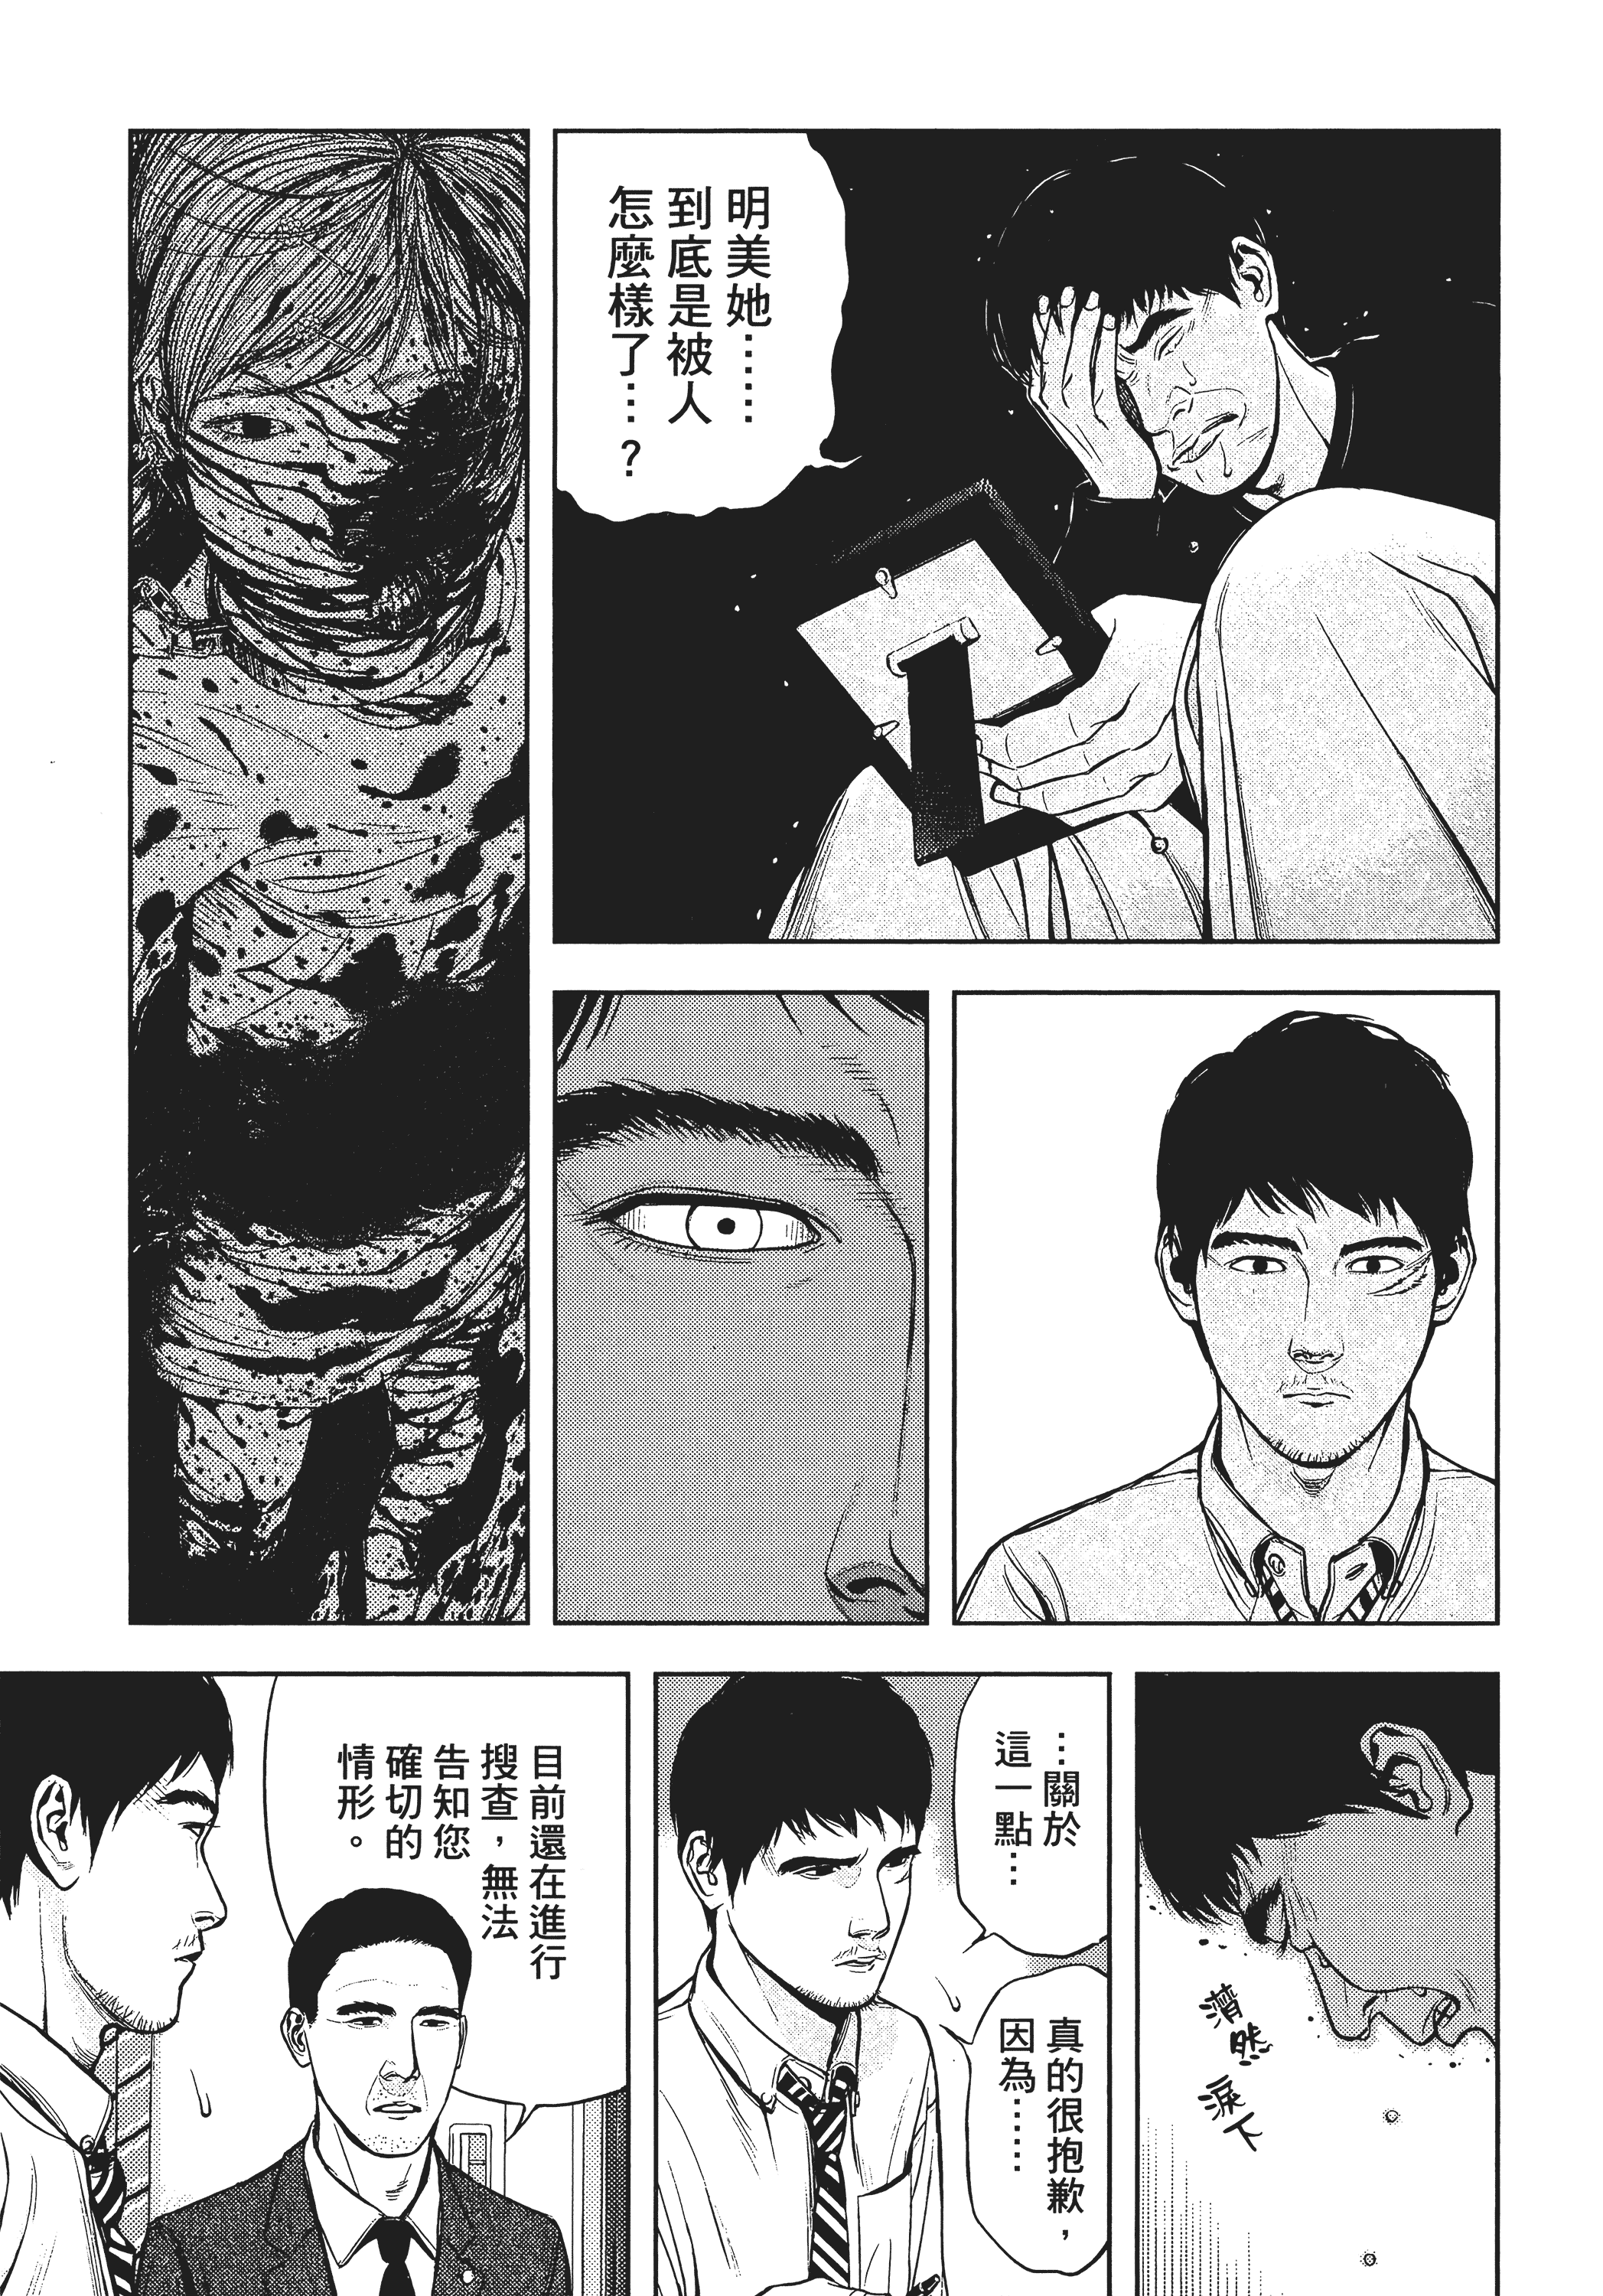 明美她……
到底是被人
怎麼樣了…？
潸然淚下
…關於
這一點…
真的很抱歉，
因為……
目前還在進行
搜查，無法
告知您
確切的
情形。